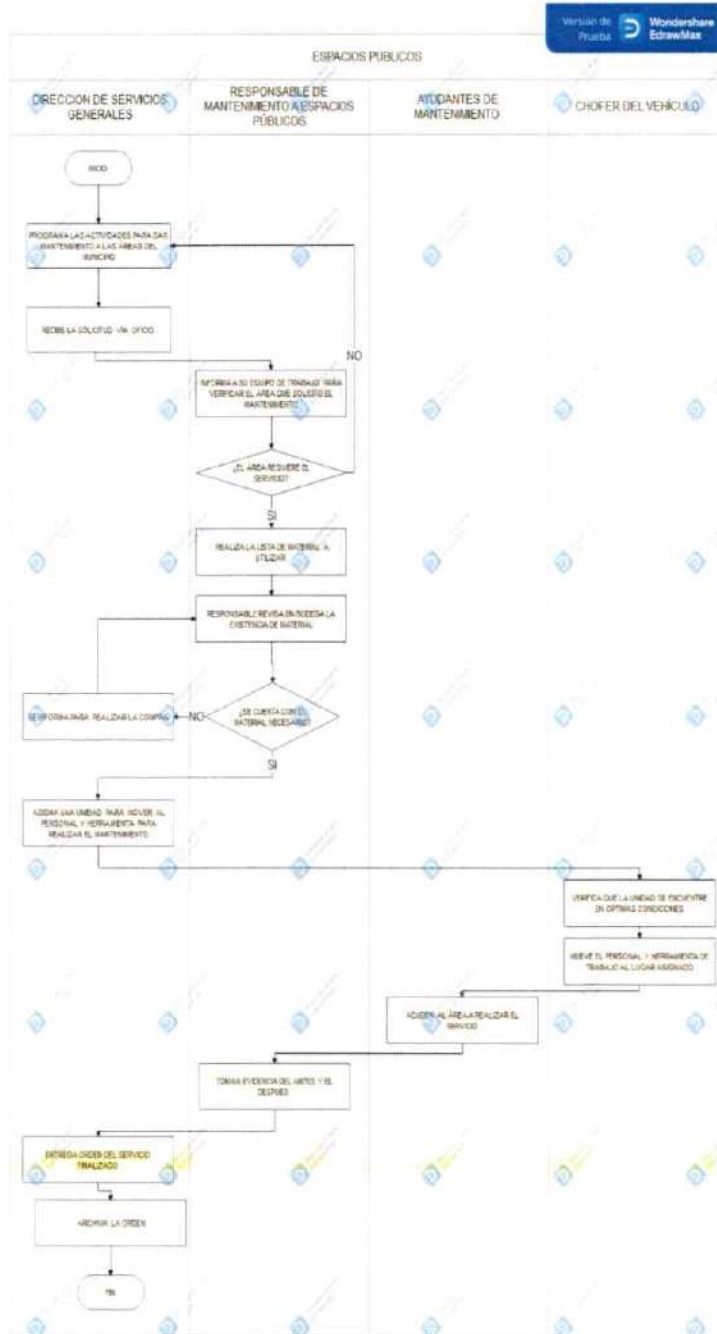 Versión de
Prueba
Wondershare
EdrawMax
ESPACIOS PÚBLICOS
DIRECCION DE SERVICIOS
GENERALES
RESPONSABLE DE
MANTENIMIENTO A ESPACIOS
PÚBLICOS
AYUDANTES DE
MANTENIMIENTO
CHOFER DEL VEHÍCULO
INICIO
PROGRAMA LAS ACTIVIDADES PARA DAR
MANTENIMIENTO A LAS ÁREAS DEL
MUNICIPIO
RECIBE LA SOLICITUD VÍA OFICIO
NO
INFORMA A SU EQUIPO DE TRABAJO PARA
VERIFICAR EL ÁREA QUE SOLICITO EL
MANTENIMIENTO
¿EL ÁREA REQUIERE EL
SERVICIO?
SI
REALIZA LA LISTA DE MATERIAL A
UTILIZAR
RESPONSABLE REVISA EN BODEGA LA
EXISTENCIA DE MATERIAL
¿SE CUENTA CON EL
MATERIAL NECESARIO?
NO
SE INFORMA PARA REALIZAR LA COMPRA
SI
ASIGNA UNA UNIDAD PARA MOVER AL
PERSONAL Y HERRAMIENTA PARA
REALIZAR EL MANTENIMIENTO
VERIFICA QUE LA UNIDAD SE ENCUENTRE
EN OPTIMAS CONDICIONES
MUEVE EL PERSONAL Y HERRAMIENTA DE
TRABAJO AL LUGAR ASIGNADO
ACUDEN AL ÁREA A REALIZAR EL
SERVICIO
TOMAN EVIDENCIA DEL ANTES Y EL
DESPUES
ENTREGA ORDEN DEL SERVICIO
FINALIZADO
ARCHIVA LA ORDEN
FIN